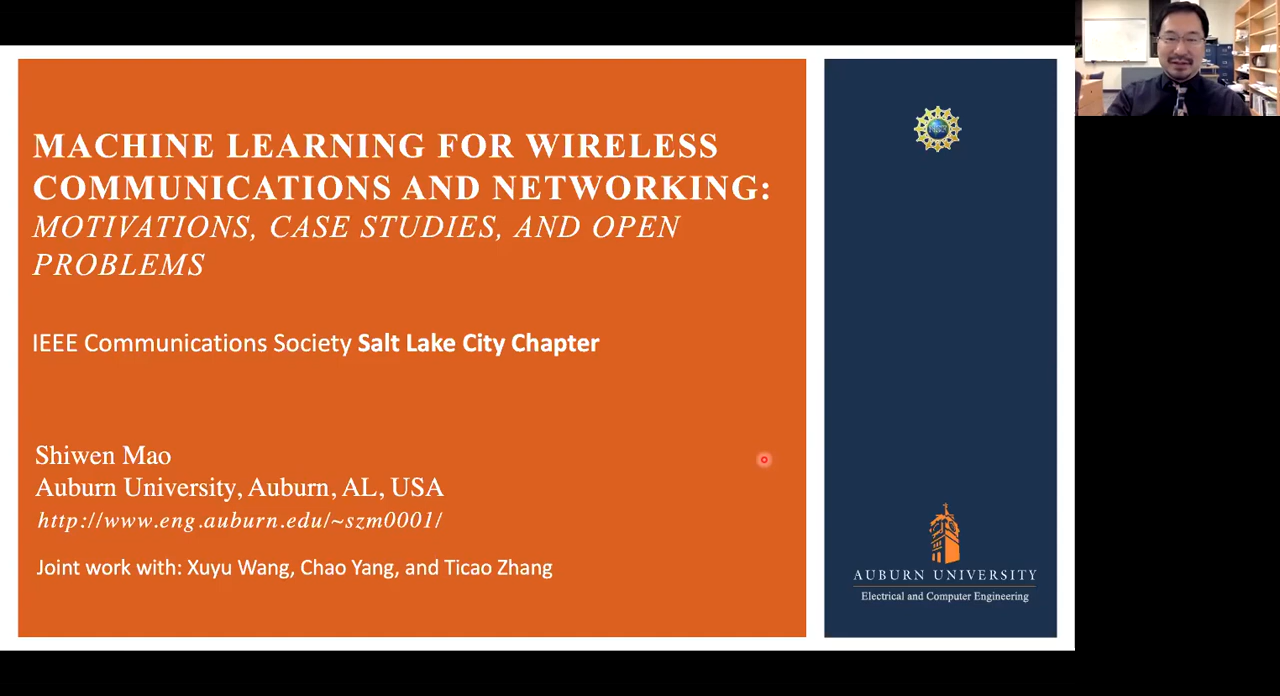 MACHINE LEARNING FOR WIRELESS
COMMUNICATIONS AND NETWORKING:
MOTIVATIONS, CASE STUDIES, AND OPEN
PROBLEMS
IEEE Communications Society Salt Lake City Chapter
Shiwen Mao
Auburn University, Auburn, AL, USA
http://www.eng.auburn.edu/~szm0001/
Joint work with: Xuyu Wang, Chao Yang, and Ticao Zhang
AUBURN UNIVERSITY
Electrical and Computer Engineering